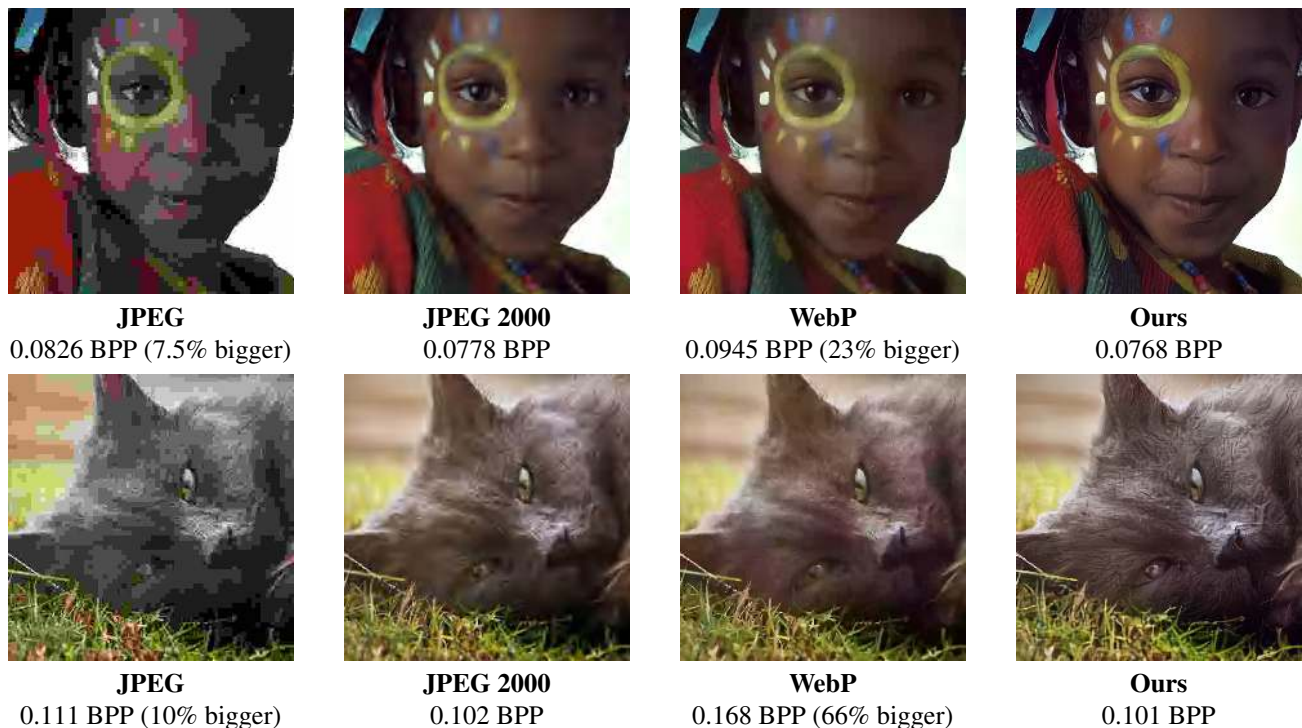 JPEG JPEG 2000 WebP Ours
0.0826 BPP (7.5% bigger) 0.0778 BPP 0.0945 BPP (23% bigger) 0.0768 BPP
JPEG JPEG 2000 WebP Ours
0.111 BPP (10% bigger) 0.102 BPP 0.168 BPP (66% bigger) 0.101 BPP